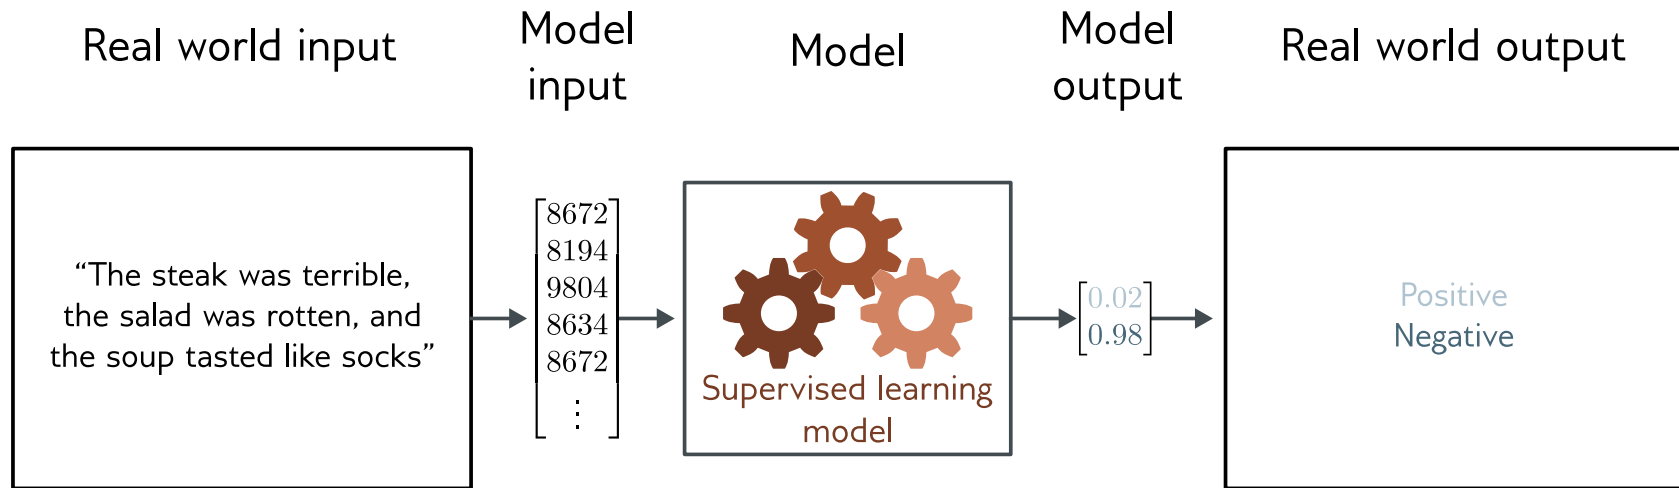 Real world input
Model
input
Model
Model
output
Real world output
“The steak was terrible,
the salad was rotten, and
the soup tasted like socks”
8672
8194
9804
8634
8672
⋮
Supervised learning
model
0.02
0.98
Positive
Negative